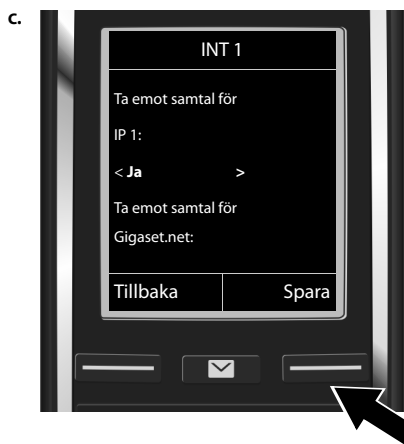 c.
INT 1
Ta emot samtal för
IP 1:
< Ja >
Ta emot samtal för
Gigaset.net:
Tillbaka Spara